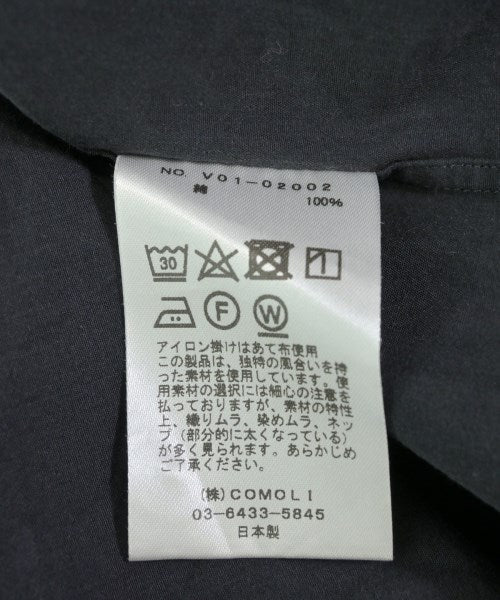 NO. V01-02002
綿 100%
30
F W
アイロン掛けはあて布使用
この製品は、独特の風合いを持
った素材を使用しています。使
用素材の選択には細心の注意を
払っておりますが、素材の特性
上、織りムラ、染めムラ、ネッ
プ（部分的に太くなっている）
が多く見られます。あらかじめ
ご了承ください。
(株) COMOLI
03-6433-5845
日本製